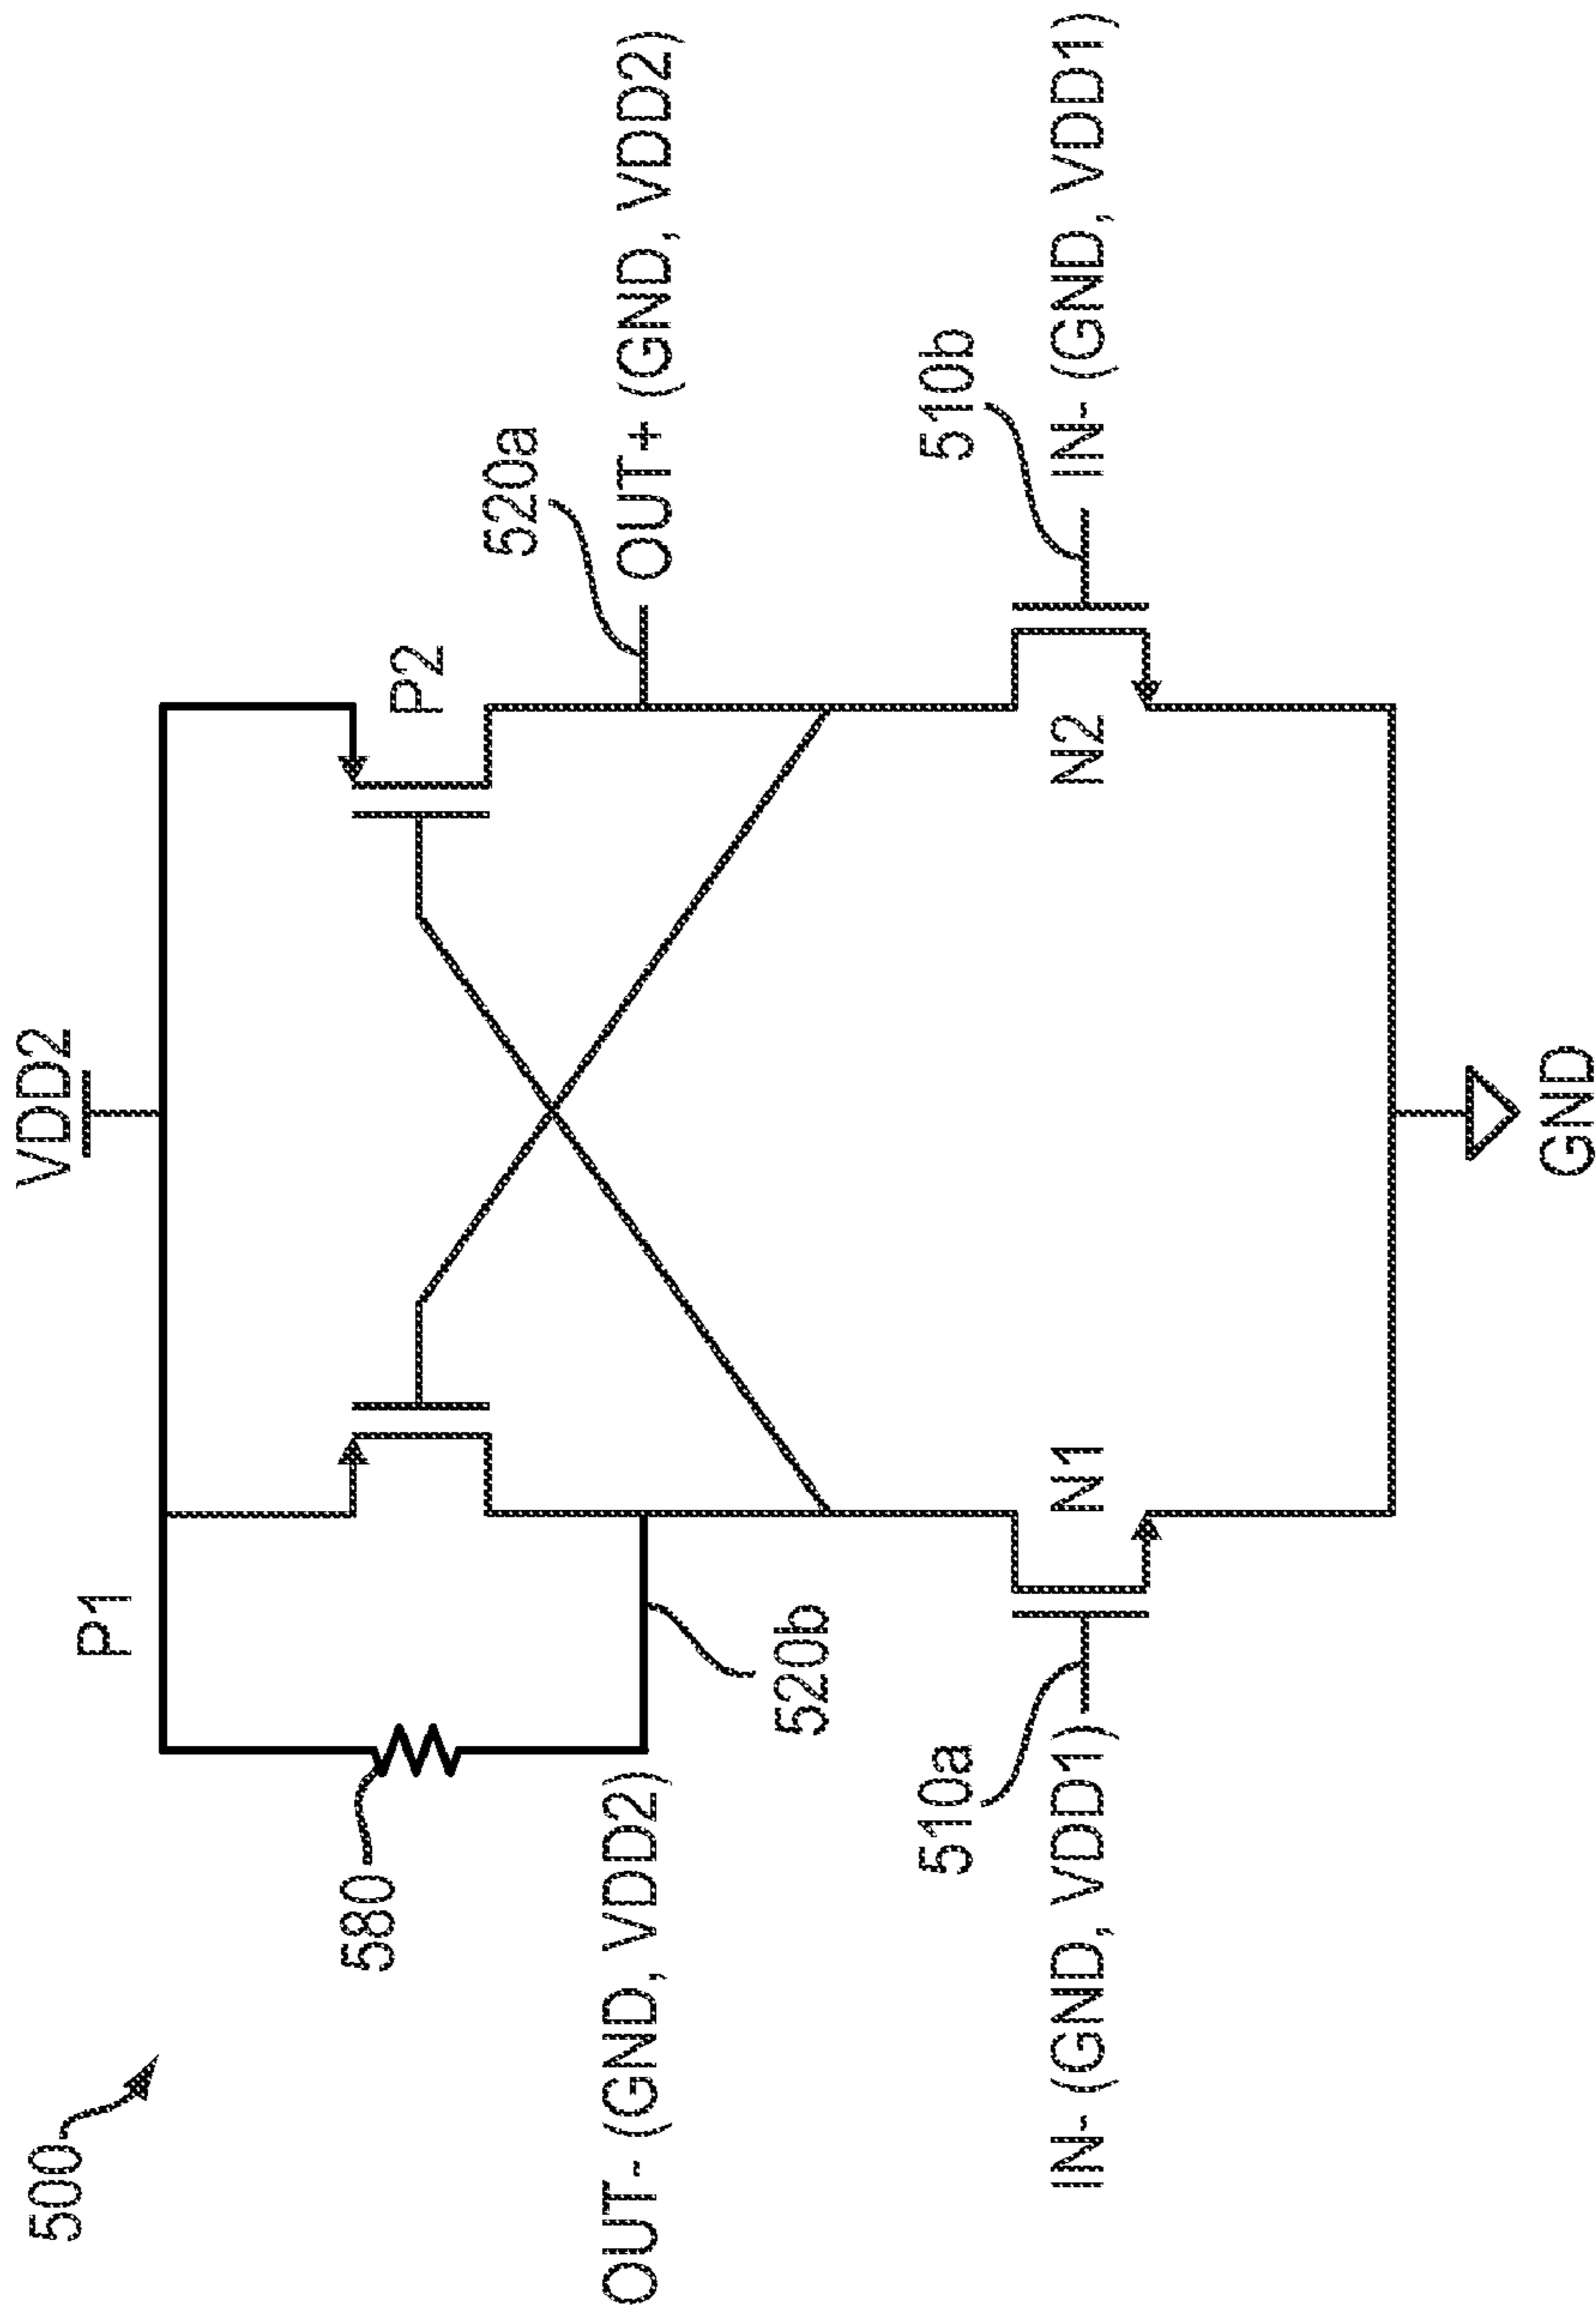 500
VDD2
P1
580
P2
520a
OUT- (GND, VDD2)
OUT+ (GND, VDD2)
520b
510a
510b
IN- (GND, VDD1)
N1
N2
IN- (GND, VDD1)
GND